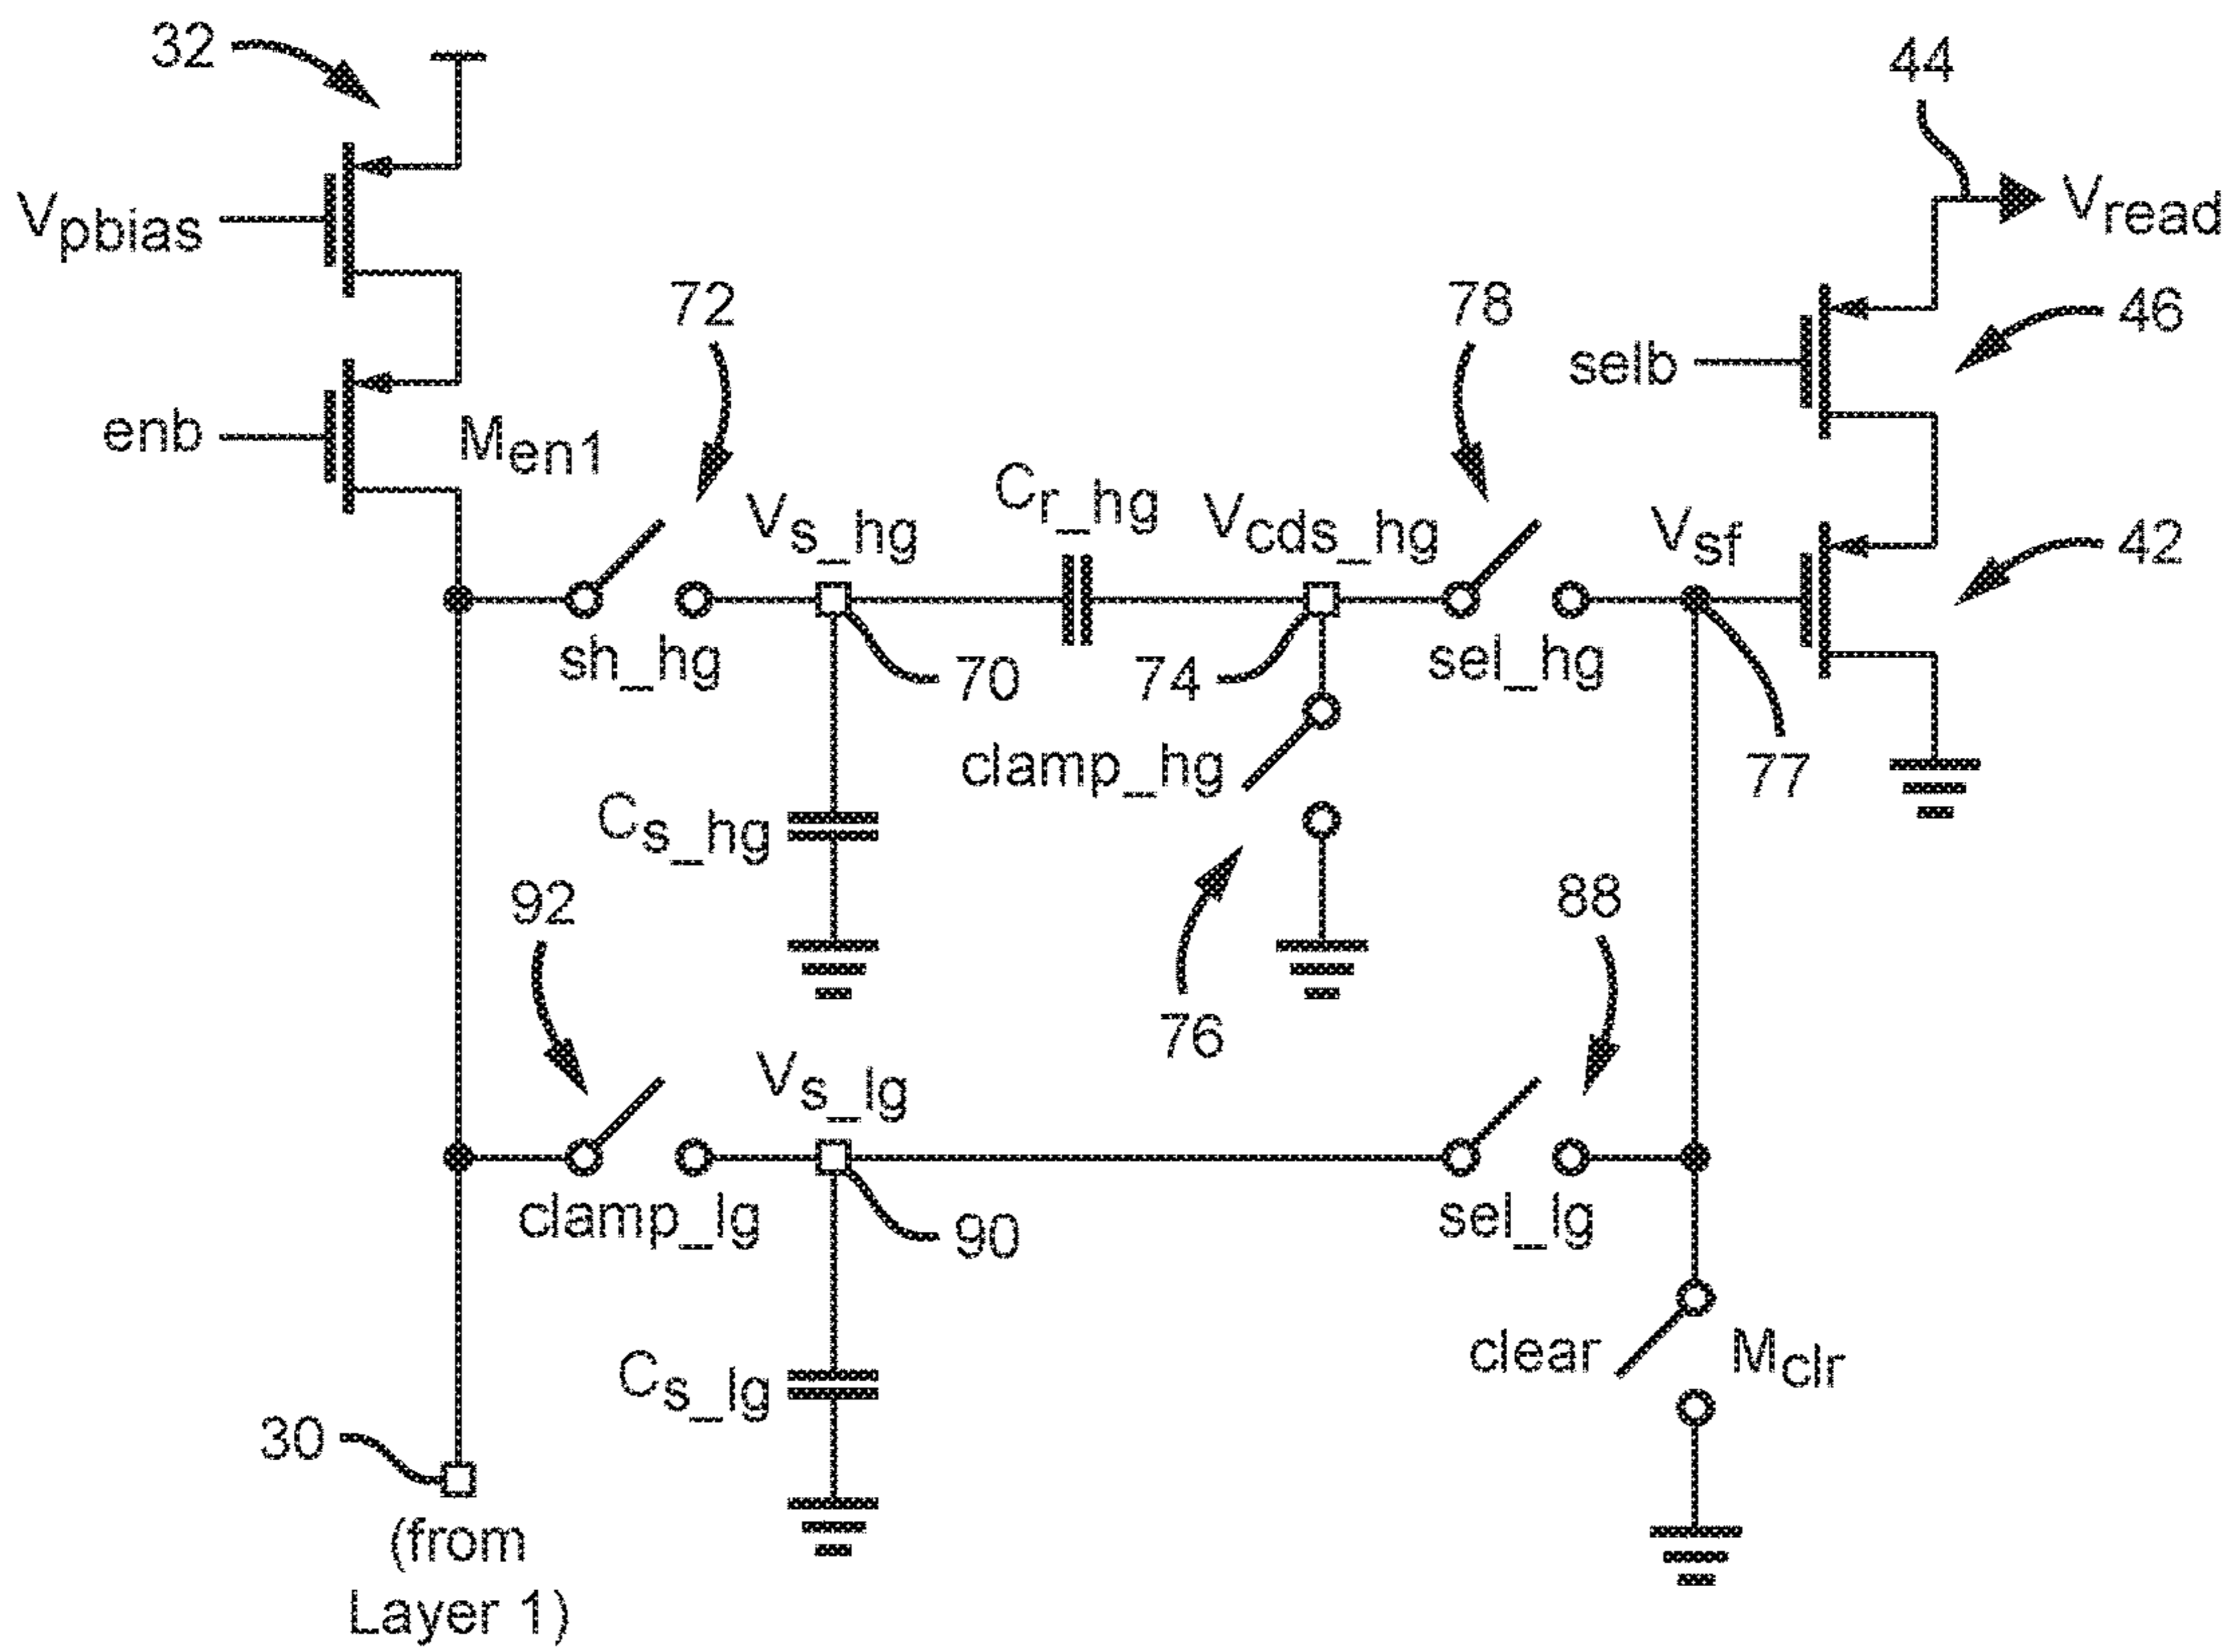 32
44
Vpbias
Vread
72
78
46
selb
enb
Men1
Cr_hg
Vs_hg
Vcds_hg
Vsf
42
sh_hg
70
74
sel_hg
clamp_hg
77
Cs_hg
92
88
76
Vs_lg
clamp_lg
90
sel_lg
clear
Mclr
Cs_lg
30
(from
Layer 1)